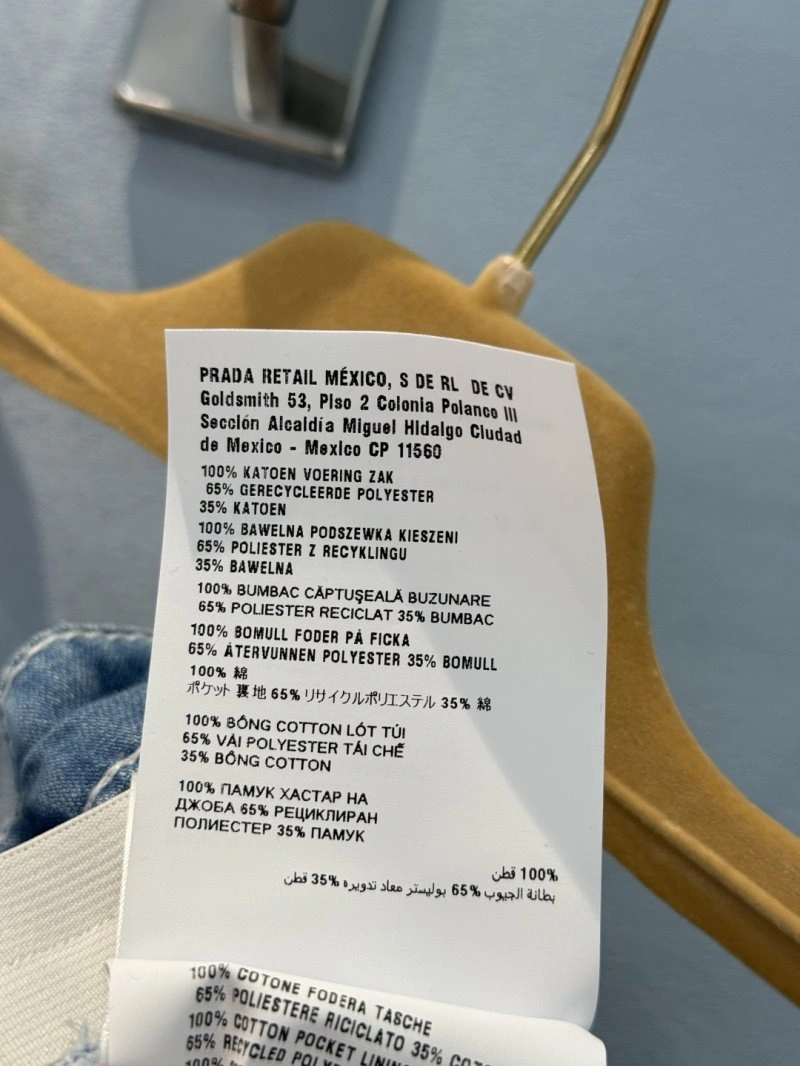 PRADA RETAIL MÉXICO, S DE RL DE CV
Goldsmith 53, Piso 2 Colonia Polanco III
Sección Alcaldía Miguel Hidalgo Ciudad
de Mexico - Mexico CP 11560
100% KATOEN VOERING ZAK
65% GERECYCLEERDE POLYESTER
35% KATOEN
100% BAWELNA PODSZEWKA KIESZENI
65% POLIESTER Z RECYKLINGU
35% BAWELNA
100% BUMBAC CĂPTUŞEALĂ BUZUNARE
65% POLIESTER RECICLAT 35% BUMBAC
100% BOMULL FODER PÅ FICKA
65% ÅTERVUNNEN POLYESTER 35% BOMULL
100% 綿
ポケット 裏地 65% リサイクルポリエステル 35% 綿
100% BÔNG COTTON LÓT TÚI
65% VẢI POLYESTER TÁI CHẾ
35% BÔNG COTTON
100% ПАМУК ХАСТАР НА
ДЖОБА 65% РЕЦИКЛИРАН
ПОЛИЕСТЕР 35% ПАМУК
100% قطن
بطانة الجيوب 65% بوليستر معاد تدويره 35% قطن
100% COTONE FODERA TASCHE
65% POLIESTERE RICICLATO 35%
100% COTTON POCKET
65% RECYCLED
100%